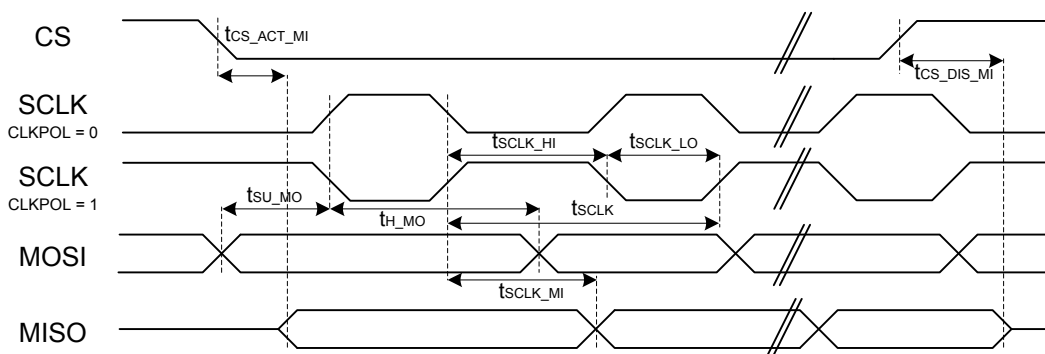 CS
tCS_ACT_MI
tCS_DIS_MI
SCLK
CLKPOL = 0
tSCLK_HI
tSCLK_LO
SCLK
CLKPOL = 1
tSU_MO
tH_MO
tSCLK
MOSI
tSCLK_MI
MISO